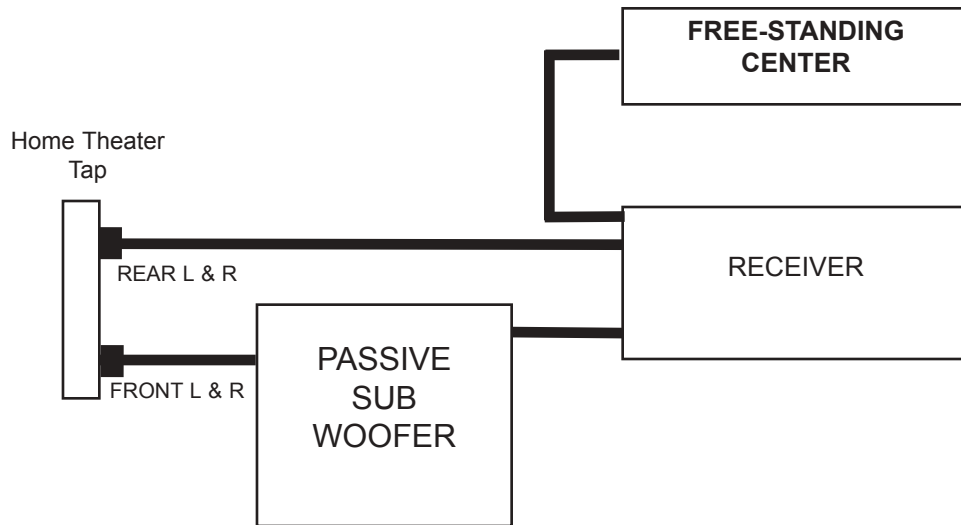 FREE-STANDING
CENTER
Home Theater
Tap
REAR L & R
RECEIVER
FRONT L & R
PASSIVE
SUB
WOOFER